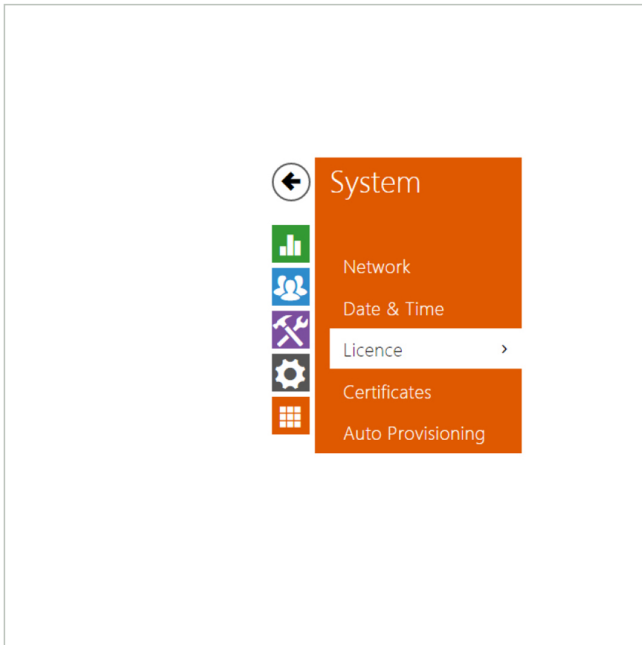 System
Network
Date & Time
Licence
Certificates
Auto Provisioning